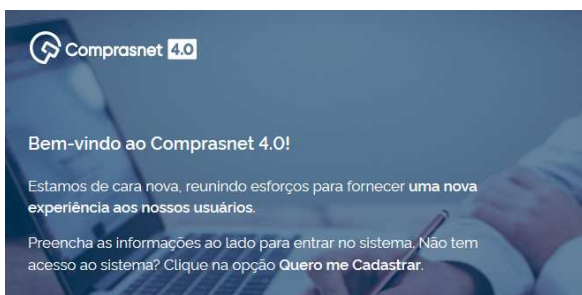 Comprasnet 4.0
Bem-vindo ao Comprasnet 4.0!
Estamos de cara nova, reunindo esforços para fornecer uma nova
experiência aos nossos usuários.
Preencha as informações ao lado para entrar no sistema. Não tem
acesso ao sistema? Clique na opção Quero me Cadastrar.